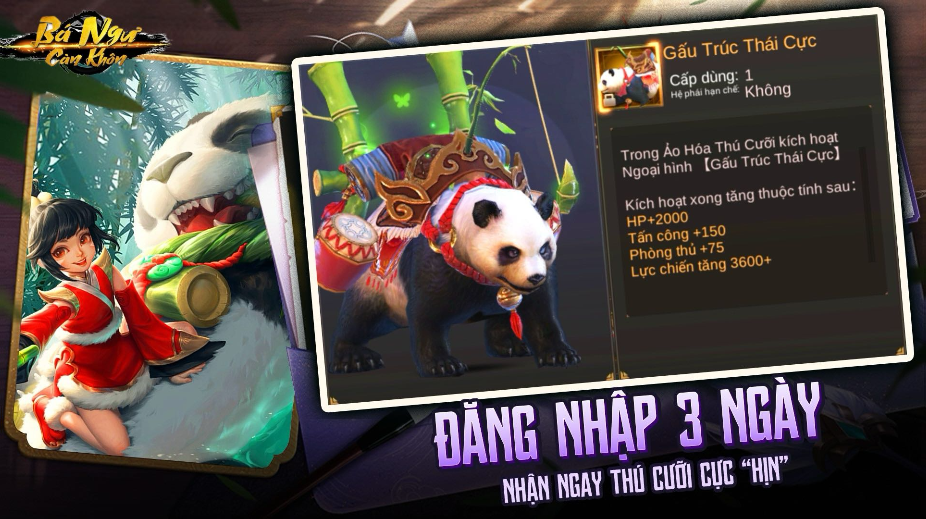 Bá Ngư
Càn Khôn
Gấu Trúc Thái Cực
Cấp dùng: 1
Hệ phái hạn chế: Không
Trong Ảo Hóa Thú Cưỡi kích hoạt
Ngoại hình 【Gấu Trúc Thái Cực】
Kích hoạt xong tăng thuộc tính sau:
HP+2000
Tấn công +150
Phòng thủ +75
Lực chiến tăng 3600+
ĐĂNG NHẬP 3 NGÀY
NHẬN NGAY THÚ CƯỠI CỰC “HỊN”